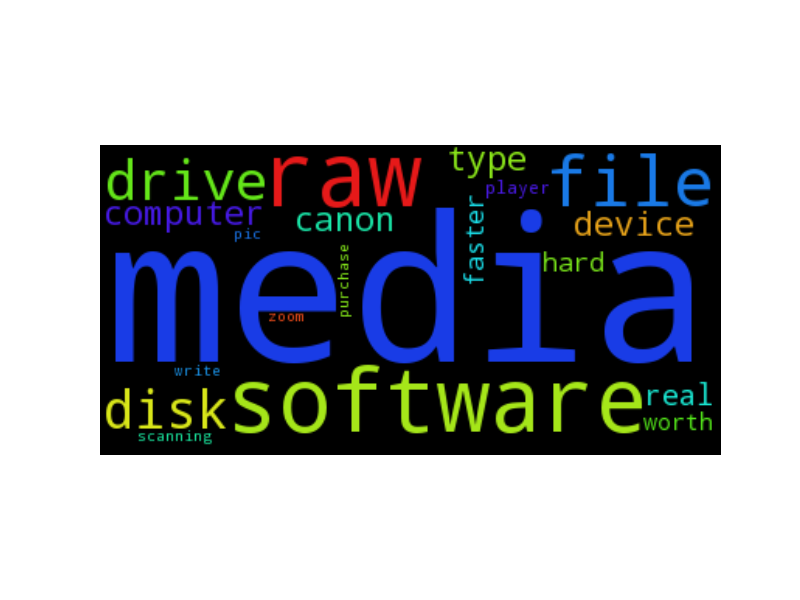 drive
raw
type
file
player
computer
canon
device
pic
faster
purchase
hard
media
zoom
write
disk
software
real
worth
scanning